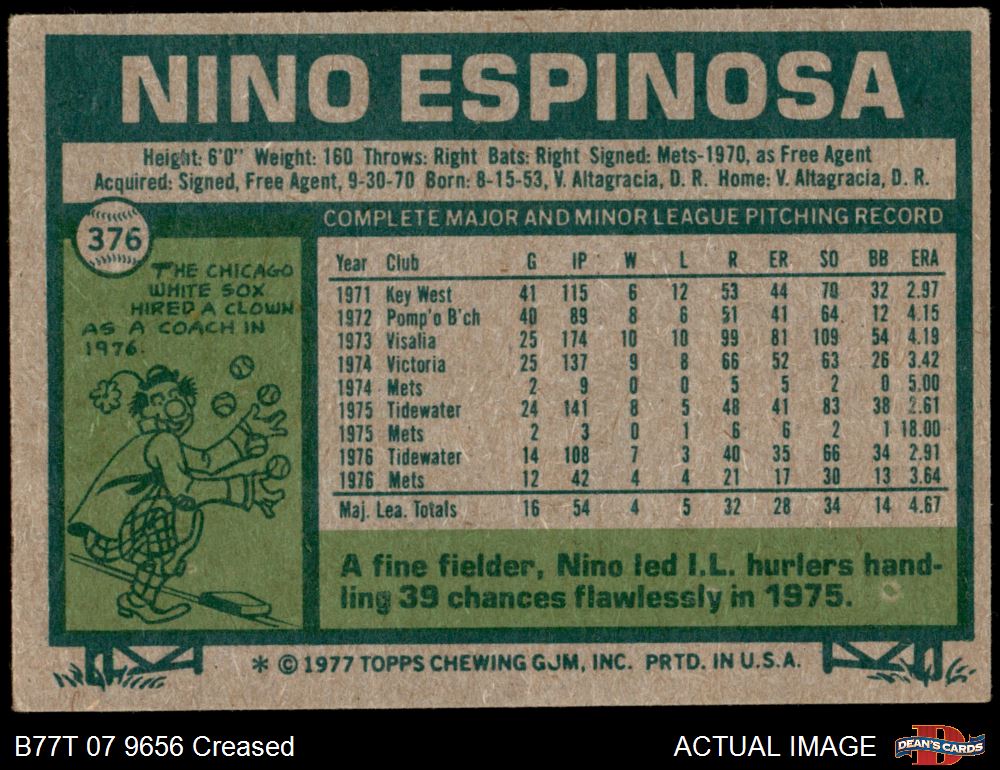 NINO ESPINOSA
Height: 6'0" Weight: 160 Throws: Right Bats: Right Signed: Mets-1970, as Free Agent
Acquired: Signed, Free Agent, 9-30-70 Born: 8-15-53, V. Altagracia, D. R. Home: V. Altagracia, D. R.
376
THE CHICAGO
WHITE SOX
HIRED A CLOWN
AS A COACH IN
1976.
COMPLETE MAJOR AND MINOR LEAGUE PITCHING RECORD
Year Club G IP W L R ER SO BB ERA
1971 Key West 41 115 6 12 53 44 70 32 2.97
1972 Pomp'o B'ch 40 89 8 6 51 41 64 12 4.15
1973 Visalia 25 174 10 10 99 81 109 54 4.19
1974 Victoria 25 137 9 8 66 52 63 26 3.42
1974 Mets 2 9 0 0 5 5 2 0 5.00
1975 Tidewater 24 141 8 5 48 41 83 38 2.61
1975 Mets 2 3 0 1 6 6 2 1 18.00
1976 Tidewater 14 108 7 3 40 35 66 34 2.91
1976 Mets 12 42 4 4 21 17 30 13 3.64
Maj. Lea. Totals 16 54 4 5 32 28 34 14 4.67
A fine fielder, Nino led I.L. hurlers hand-
ling 39 chances flawlessly in 1975.
* © 1977 TOPPS CHEWING GUM, INC. PRTD. IN U.S.A.
B77T 07 9656 Creased
ACTUAL IMAGE
DEAN'S CARDS